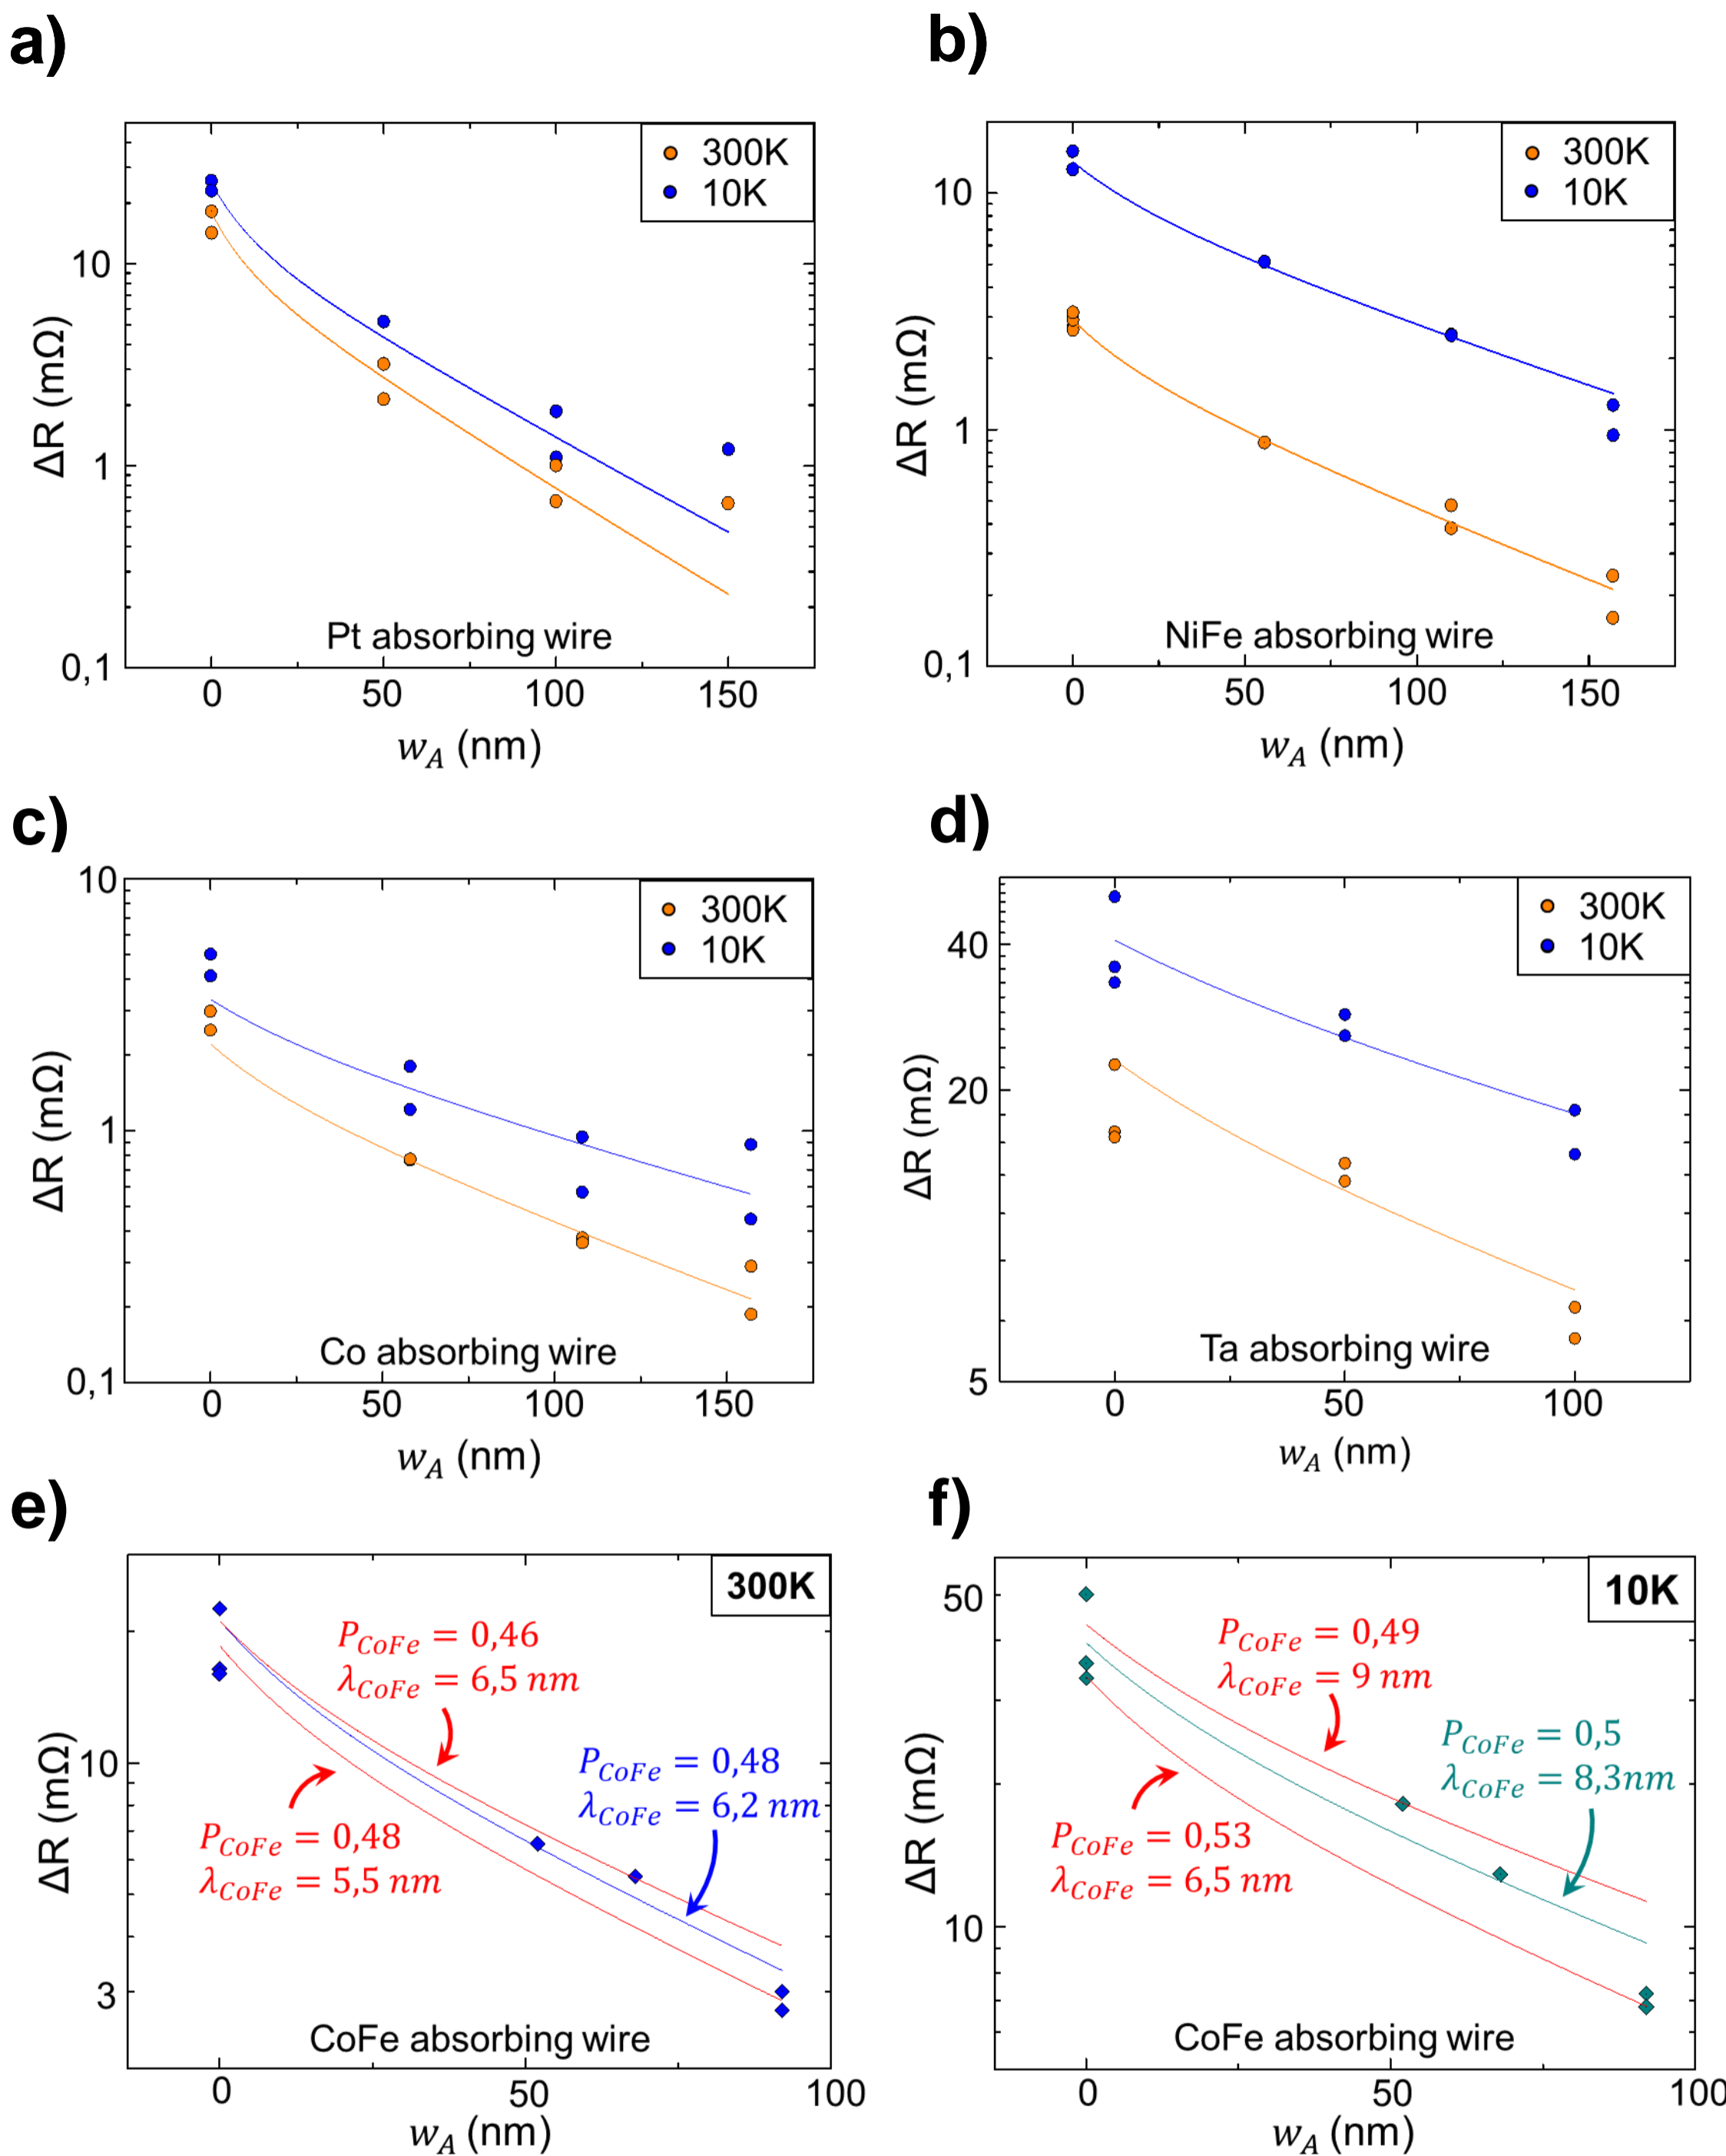 a)
300K
10K
10
1
0,1
ΔR (mΩ)
Pt absorbing wire
0 50 100 150
w_A (nm)
b)
300K
10K
10
1
0,1
ΔR (mΩ)
NiFe absorbing wire
0 50 100 150
w_A (nm)
c)
300K
10K
10
1
0,1
ΔR (mΩ)
Co absorbing wire
0 50 100 150
w_A (nm)
d)
300K
10K
40
20
5
ΔR (mΩ)
Ta absorbing wire
0 50 100
w_A (nm)
e)
300K
P_CoFe = 0,46
λ_CoFe = 6,5 nm
P_CoFe = 0,48
λ_CoFe = 6,2 nm
P_CoFe = 0,48
λ_CoFe = 5,5 nm
10
3
ΔR (mΩ)
CoFe absorbing wire
0 50 100
w_A (nm)
f)
10K
P_CoFe = 0,49
λ_CoFe = 9 nm
P_CoFe = 0,5
λ_CoFe = 8,3nm
P_CoFe = 0,53
λ_CoFe = 6,5 nm
50
10
ΔR (mΩ)
CoFe absorbing wire
0 50 100
w_A (nm)